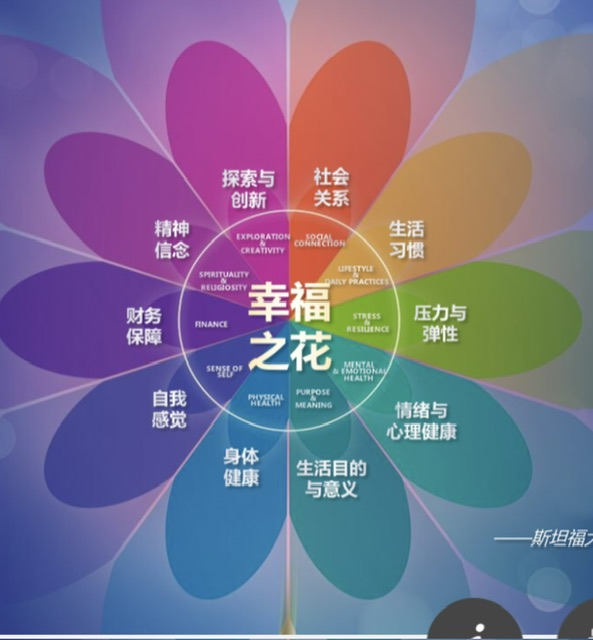 探索与
创新
社会
关系
精神
信念
生活
习惯
EXPLORATION
&
CREATIVITY
SOCIAL
CONNECTION
SPIRITUALITY
&
RELIGIOSITY
LIFESTYLE
&
DAILY PRACTICES
幸福
之花
财务
保障
FINANCE
STRESS
&
RESILIENCE
压力与
弹性
SENSE OF
SELF
MENTAL
& EMOTIONAL
HEALTH
自我
感觉
PHYSICAL
HEALTH
PURPOSE
&
MEANING
情绪与
心理健康
身体
健康
生活目的
与意义
——斯坦福大